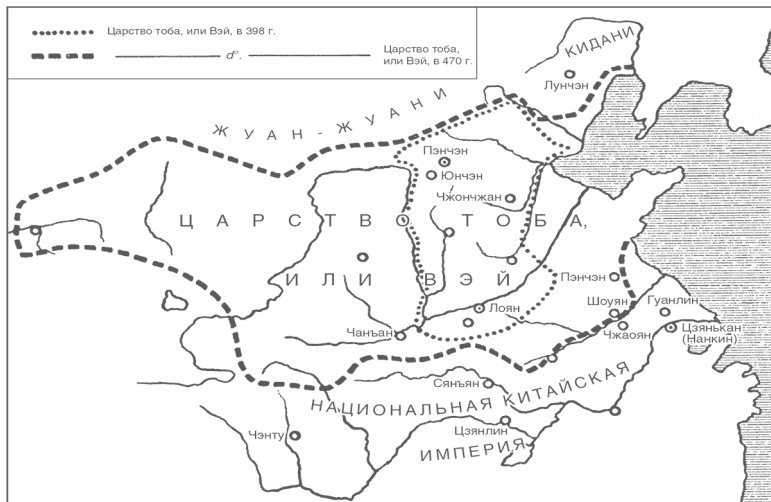 Царство тоба, или Вэй, в 398 г.
d°. Царство тоба,
или Вэй, в 470 г.
КИДАНИ
Лунчэн
ЖУАН-ЖУАНИ
Пэнчэн
Юнчэн
Чжончжан
ЦАРСТВО ТОБА,
ИЛИ ВЭЙ
Пэнчэн
Шоуян
Гуанлин
Лоян
Чжаоян
Цзянькан
(Нанкин)
Чанъан
Сянъян
НАЦИОНАЛЬНАЯ КИТАЙСКАЯ
Цзянлин
ИМПЕРИЯ
Чэнту